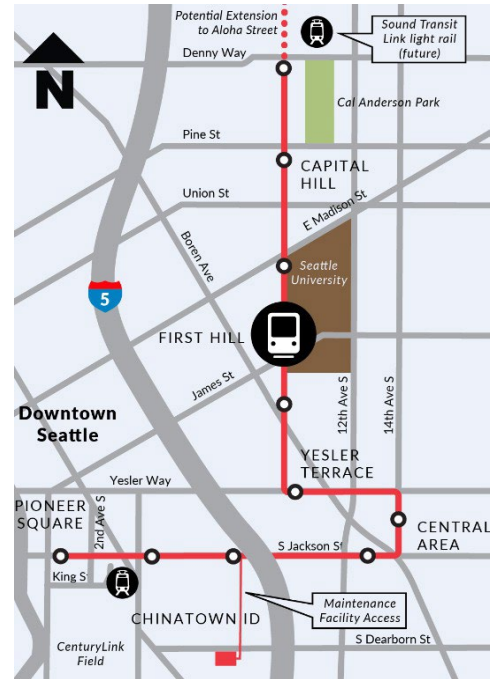 Potential Extension
to Aloha Street
Sound Transit
Link light rail
(future)
Denny Way
Cal Anderson Park
Pine St
CAPITAL
HILL
Union St
E Madison St
Boren Ave
Seattle
University
5
FIRST HILL
James St
12th Ave S
14th Ave S
Downtown
Seattle
YESLER
TERRACE
Yesler Way
PIONEER
SQUARE
2nd Ave S
CENTRAL
AREA
S Jackson St
King St
Maintenance
Facility Access
CHINATOWN ID
S Dearborn St
CenturyLink
Field
N